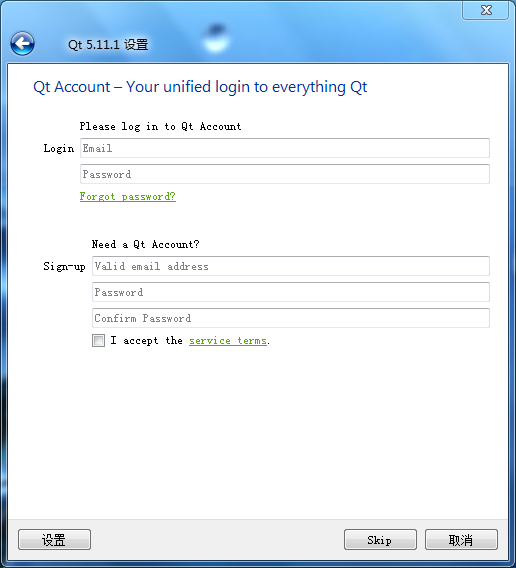 Qt 5.11.1 设置
Qt Account – Your unified login to everything Qt
Please log in to Qt Account
Login Email
Password
Forgot password?
Need a Qt Account?
Sign-up Valid email address
Password
Confirm Password
I accept the service terms.
设置 Skip 取消